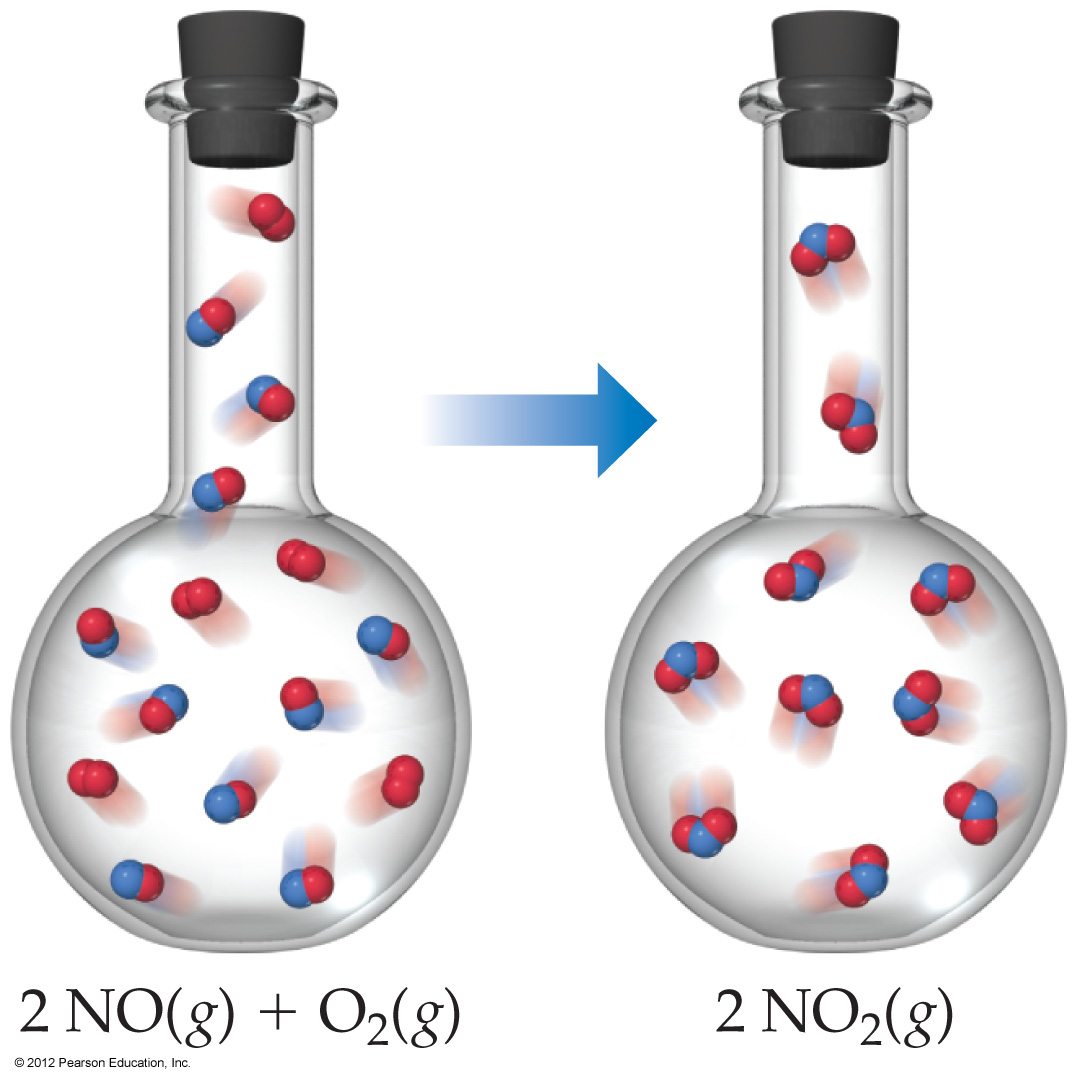 2 NO(g) + O₂(g)
2 NO₂(g)
© 2012 Pearson Education, Inc.